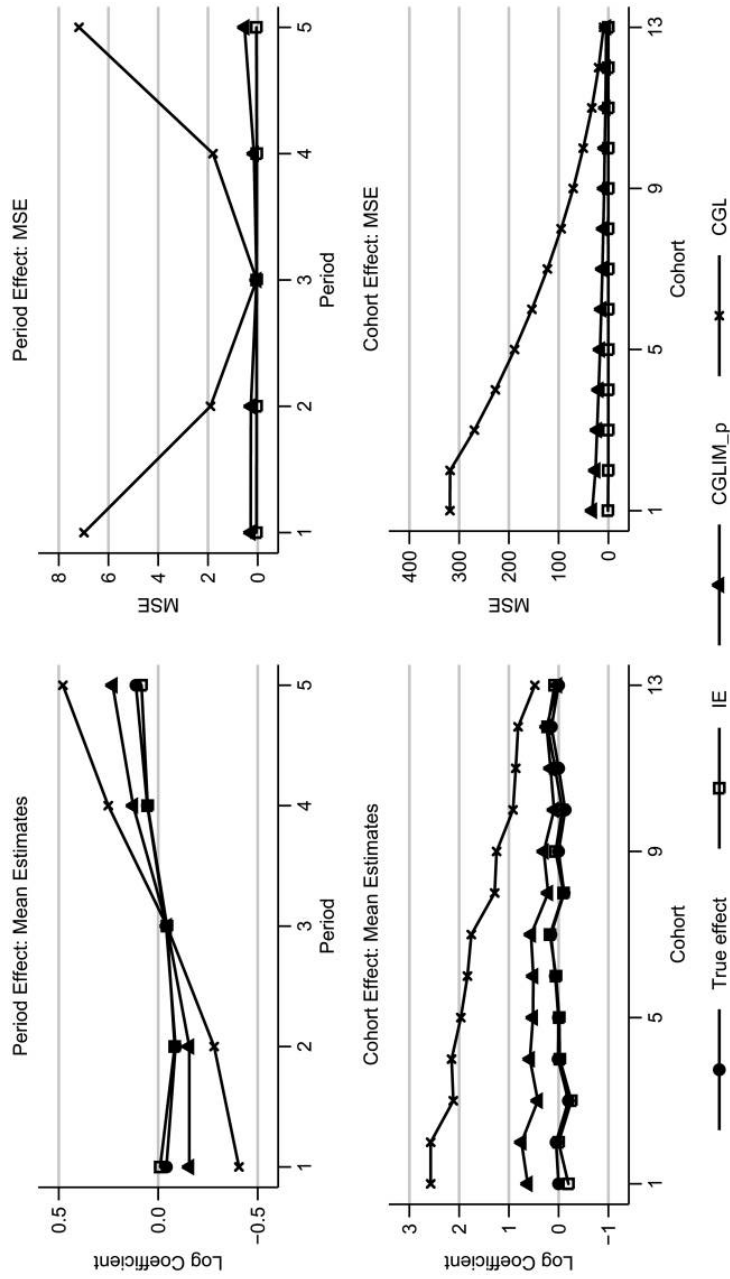 Period Effect: Mean Estimates
Log Coefficient
0.5
0.0
−0.5
1 2 3 4 5
Period
Period Effect: MSE
MSE
8
6
4
2
0
1 2 3 4 5
Period
Cohort Effect: Mean Estimates
Log Coefficient
3
2
1
0
−1
1 5 9 13
Cohort
Cohort Effect: MSE
MSE
400
300
200
100
0
1 5 9 13
Cohort
True effect IE CGLIM_p CGL